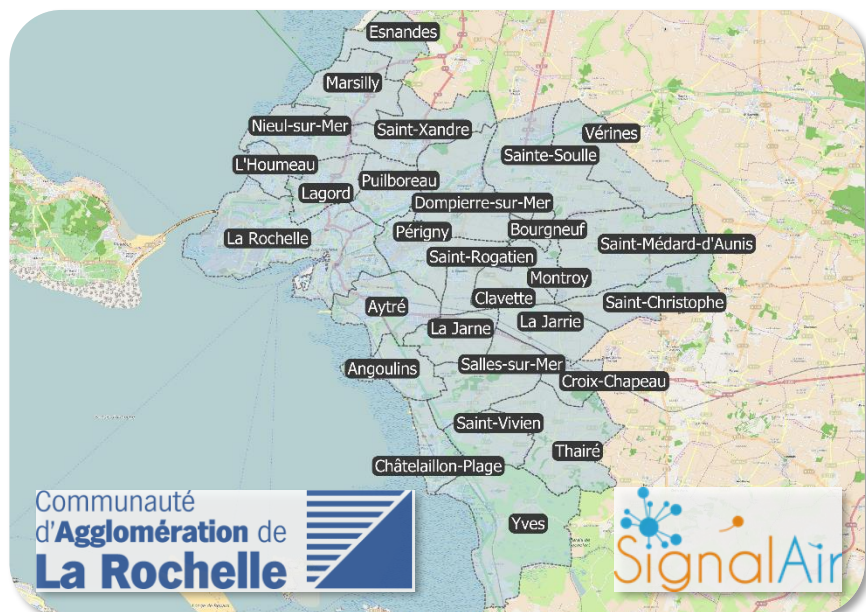 Esnandes
Marsilly
Nieul-sur-Mer
Saint-Xandre
Vérines
Sainte-Soulle
L'Houmeau
Puilboreau
Lagord
Dompierre-sur-Mer
La Rochelle
Périgny
Bourgneuf
Saint-Médard-d'Aunis
Saint-Rogatien
Montroy
Clavette
Saint-Christophe
Aytré
La Jarne
La Jarrie
Angoulins
Salles-sur-Mer
Croix-Chapeau
Saint-Vivien
Thairé
Châtelaillon-Plage
Yves
Communauté
d'Agglomération de
La Rochelle
SignalAir